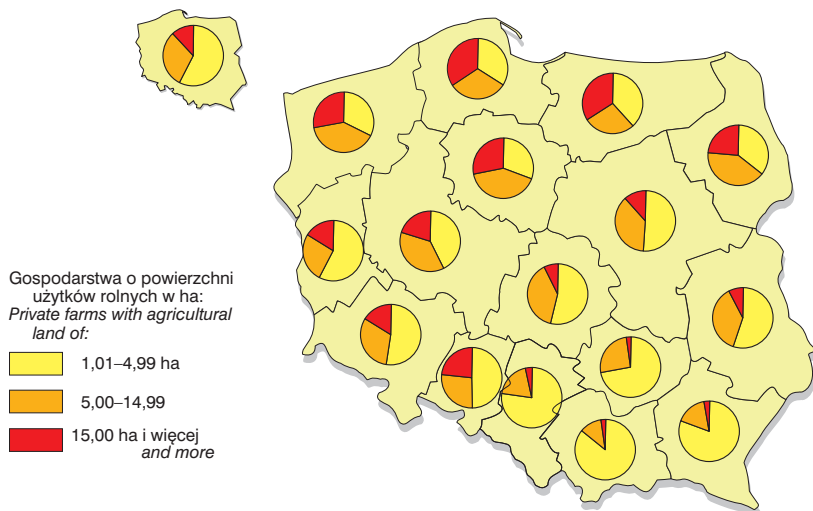 Gospodarstwa o powierzchni
użytków rolnych w ha:
Private farms with agricultural
land of:
1,01–4,99 ha
5,00–14,99
15,00 ha i więcej
and more